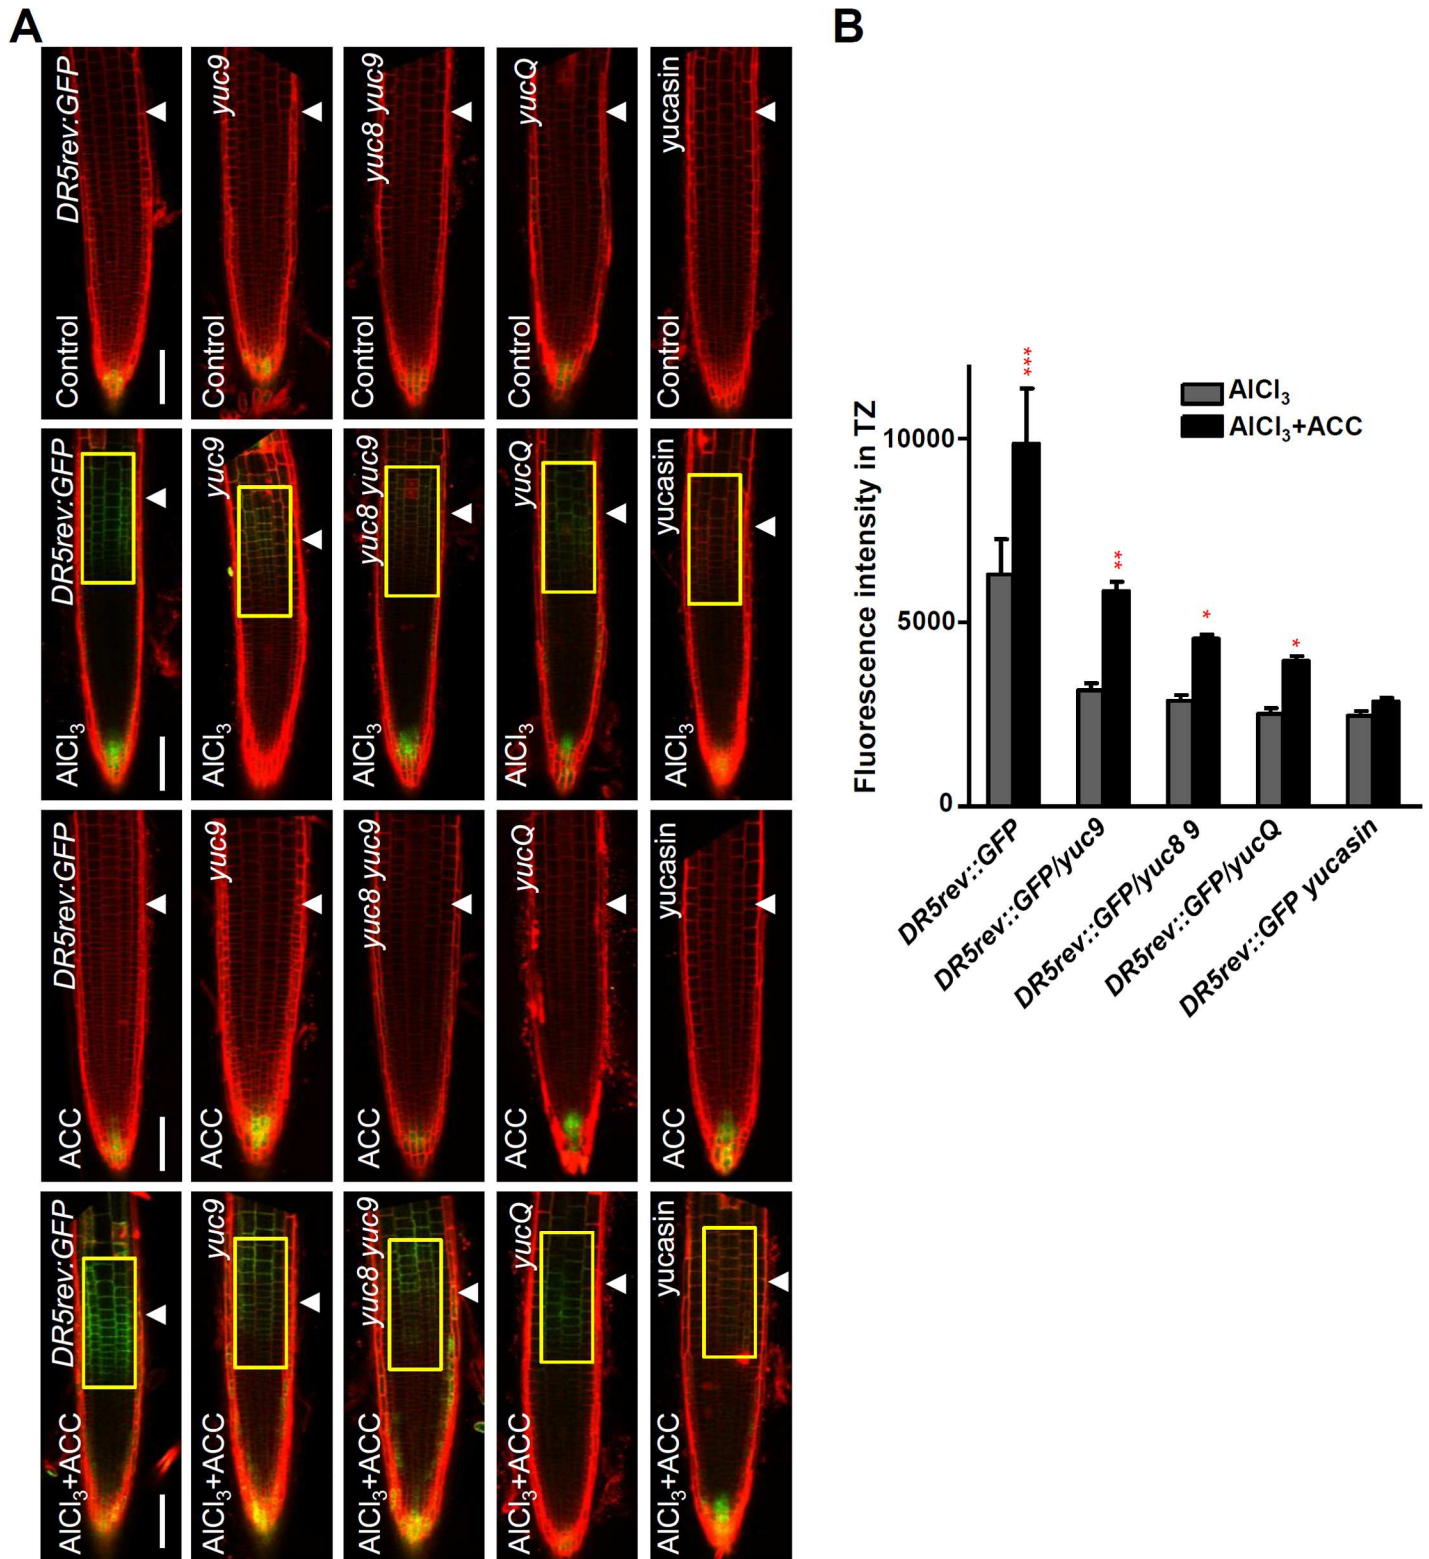 A
DR5rev:GFP
Control
yuc9
Control
yuc8 yuc9
Control
yucQ
Control
yucasin
Control
DR5rev:GFP
AlCl3
yuc9
AlCl3
yuc8 yuc9
AlCl3
yucQ
AlCl3
yucasin
AlCl3
DR5rev:GFP
ACC
yuc9
ACC
yuc8 yuc9
ACC
yucQ
ACC
yucasin
ACC
DR5rev:GFP
AlCl3+ACC
yuc9
AlCl3+ACC
yuc8 yuc9
AlCl3+ACC
yucQ
AlCl3+ACC
yucasin
AlCl3+ACC
B
Fluorescence intensity in TZ
10000
5000
0
***
**
*
*
AlCl3
AlCl3+ACC
DR5rev::GFP
DR5rev::GFP/yuc9
DR5rev::GFP/yuc8 9
DR5rev::GFP/yucQ
DR5rev::GFP yucasin